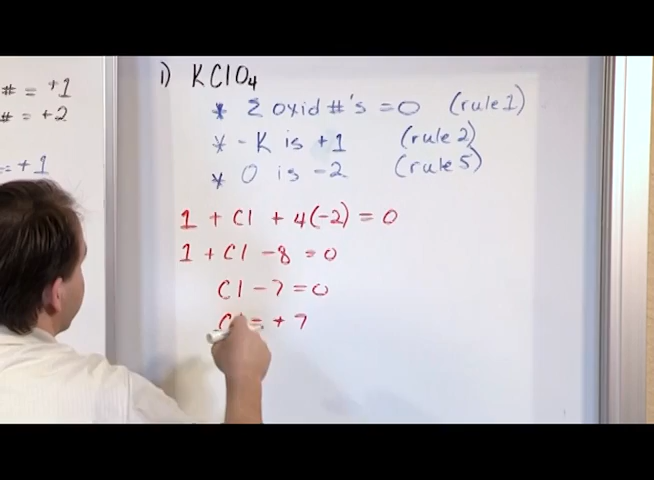 # = +1
# = +2
= +1
i) KClO₄
* Σ oxid #'s = 0 (rule 1)
* - K is +1 (rule 2)
* O is -2 (rule 5)
1 + Cl + 4(-2) = 0
1 + Cl - 8 = 0
Cl - 7 = 0
Cl = +7